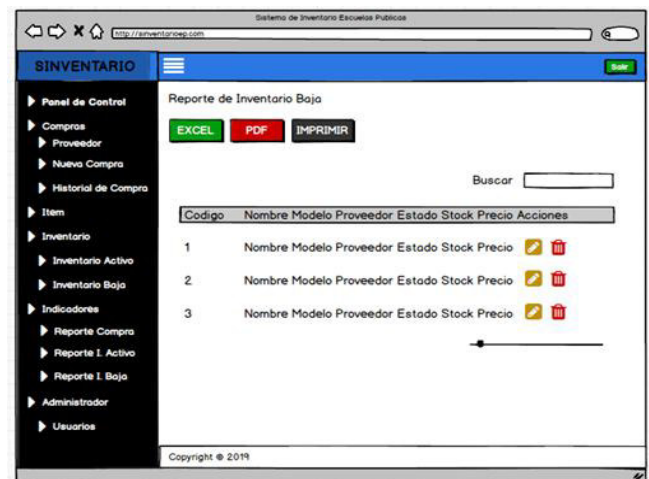 Sistema de Inventario Escuelas Publicas
http://sinventarioep.com
SINVENTARIO
Salir
Panel de Control
Compras
Proveedor
Nueva Compra
Historial de Compra
Item
Inventario
Inventario Activo
Inventario Baja
Indicadores
Reporte Compra
Reporte I. Activo
Reporte I. Baja
Administrador
Usuarios
Reporte de Inventario Baja
EXCEL PDF IMPRIMIR
Buscar
Codigo Nombre Modelo Proveedor Estado Stock Precio Acciones
1 Nombre Modelo Proveedor Estado Stock Precio
2 Nombre Modelo Proveedor Estado Stock Precio
3 Nombre Modelo Proveedor Estado Stock Precio
Copyright © 2019